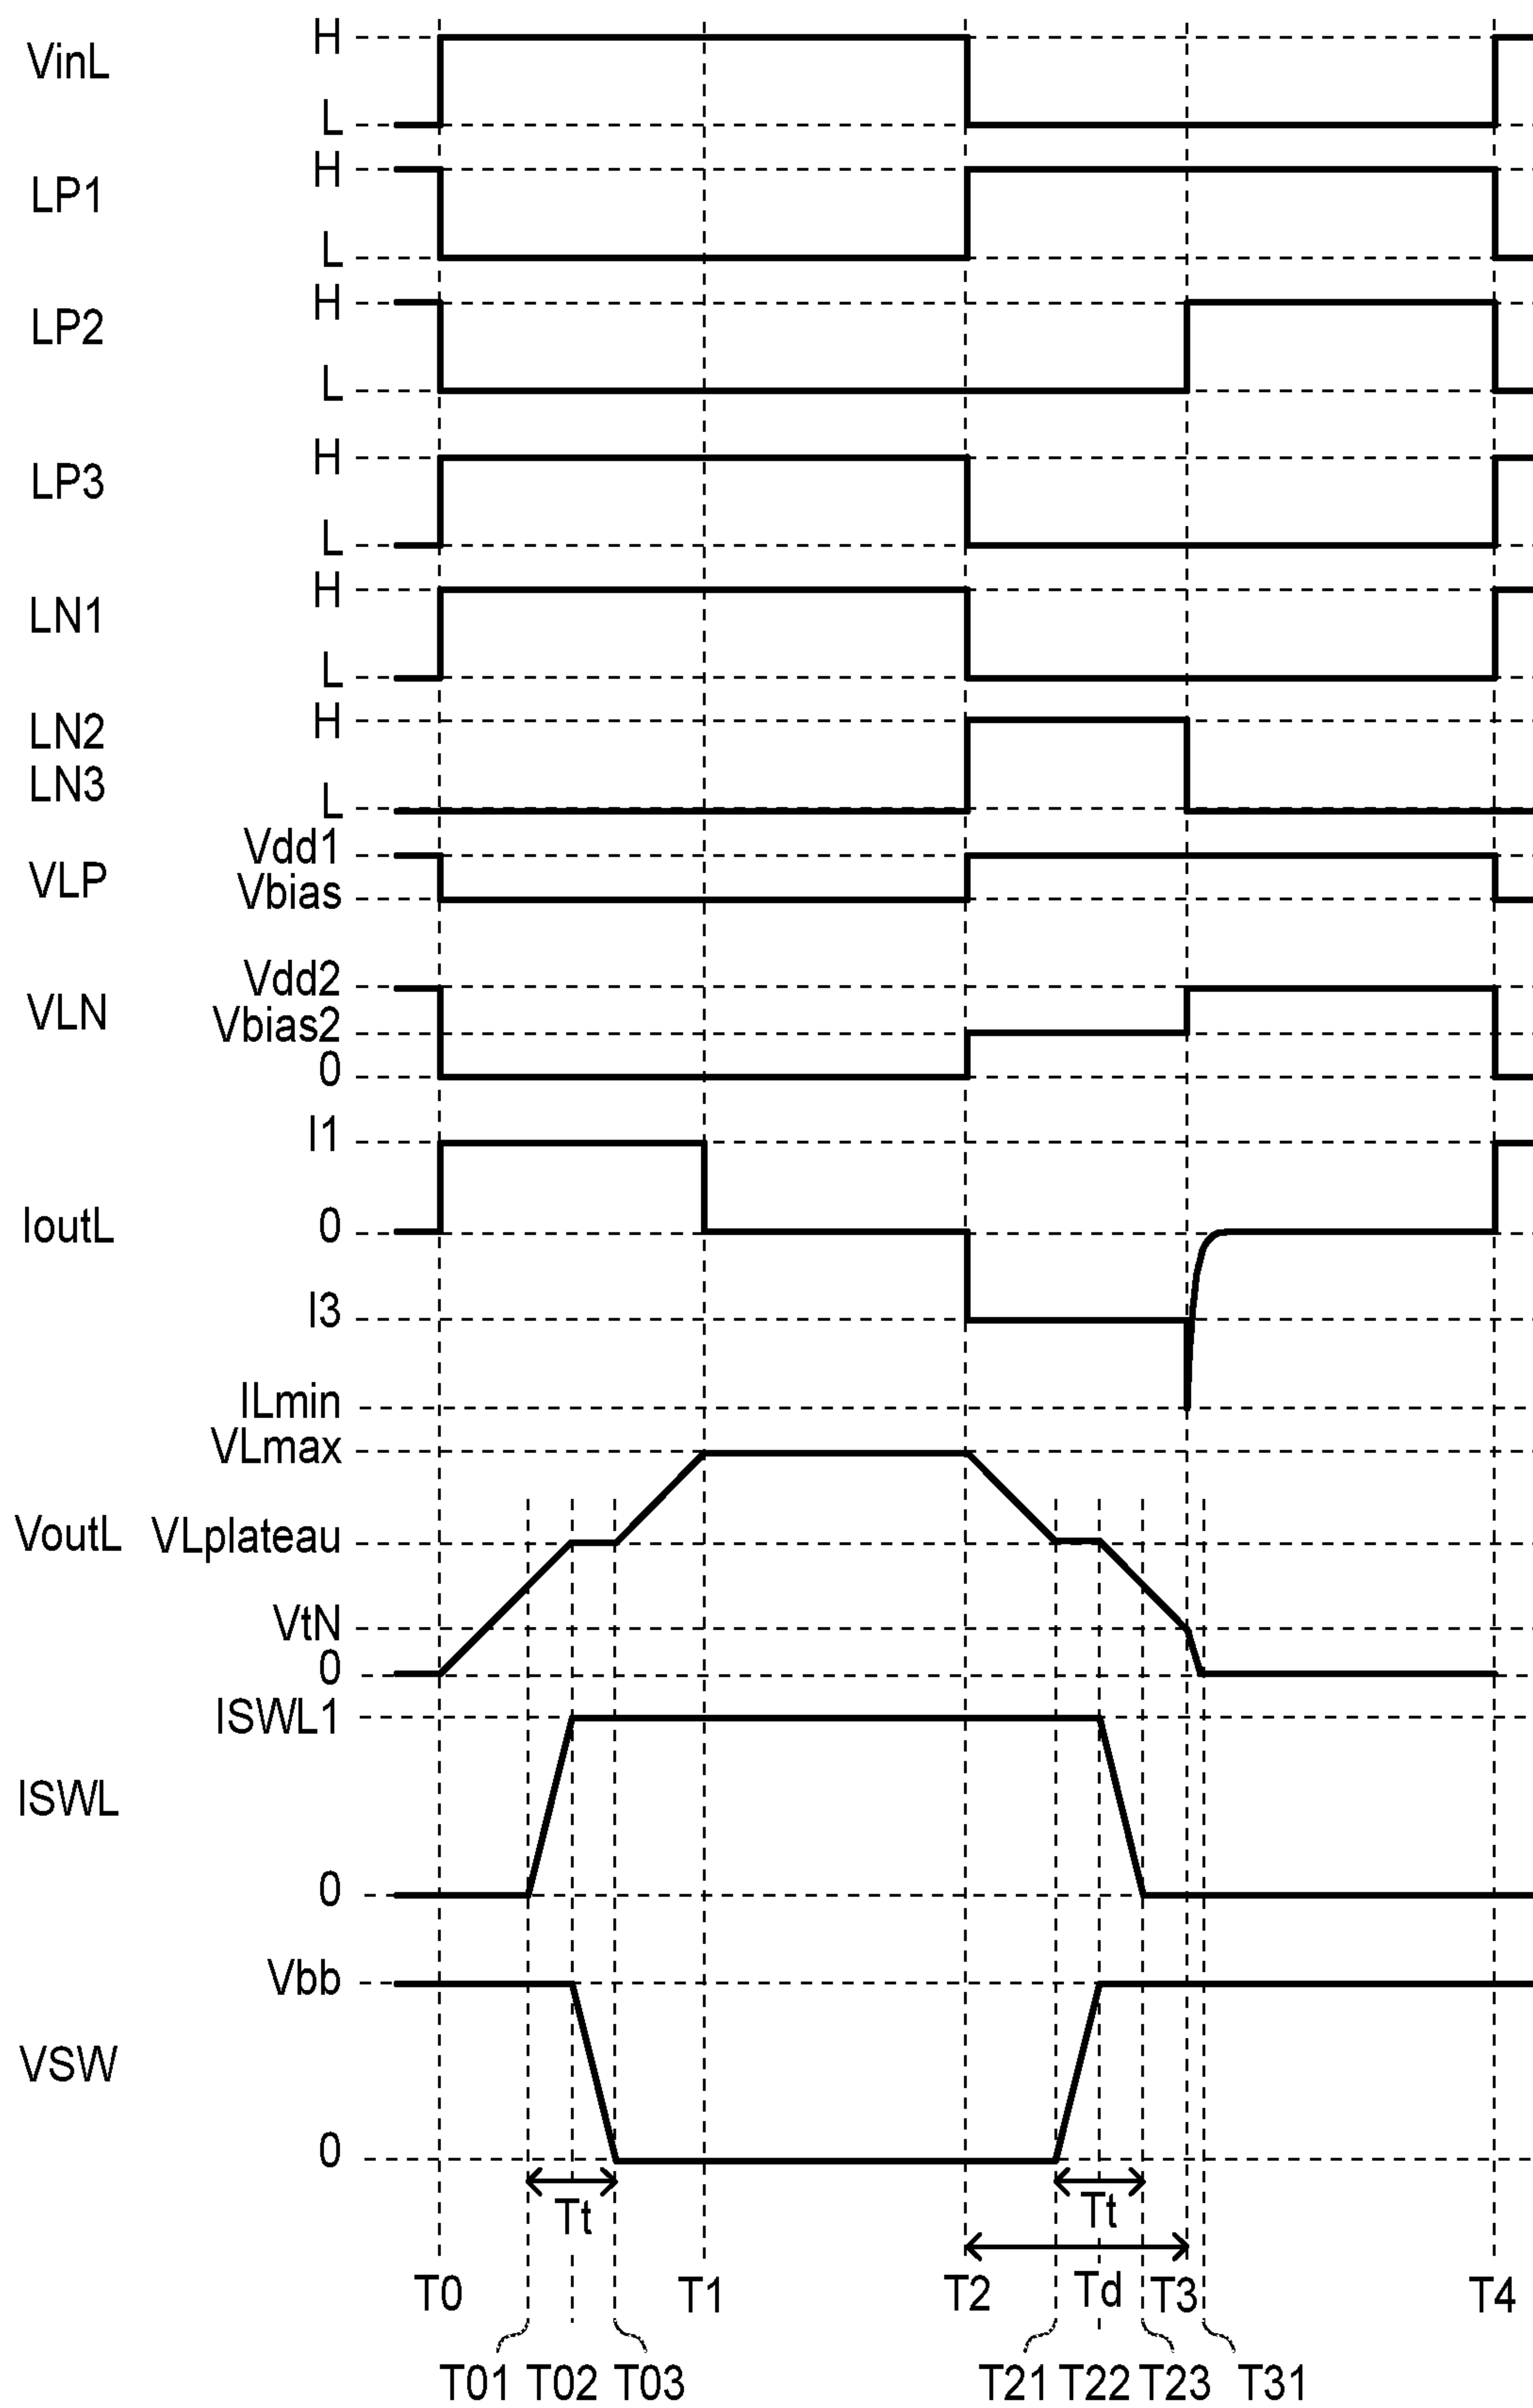 VinL
H
L
LP1
H
L
LP2
H
L
LP3
H
L
LN1
H
L
LN2
LN3
H
L
VLP
Vdd1
Vbias
VLN
Vdd2
Vbias2
0
IoutL
I1
0
I3
ILmin
VoutL
VLmax
VLplateau
VtN
0
ISWL
ISWL1
0
VSW
Vbb
0
Tt
Tt
T0
T1
T2
Td
T3
T4
T01
T02
T03
T21
T22
T23
T31